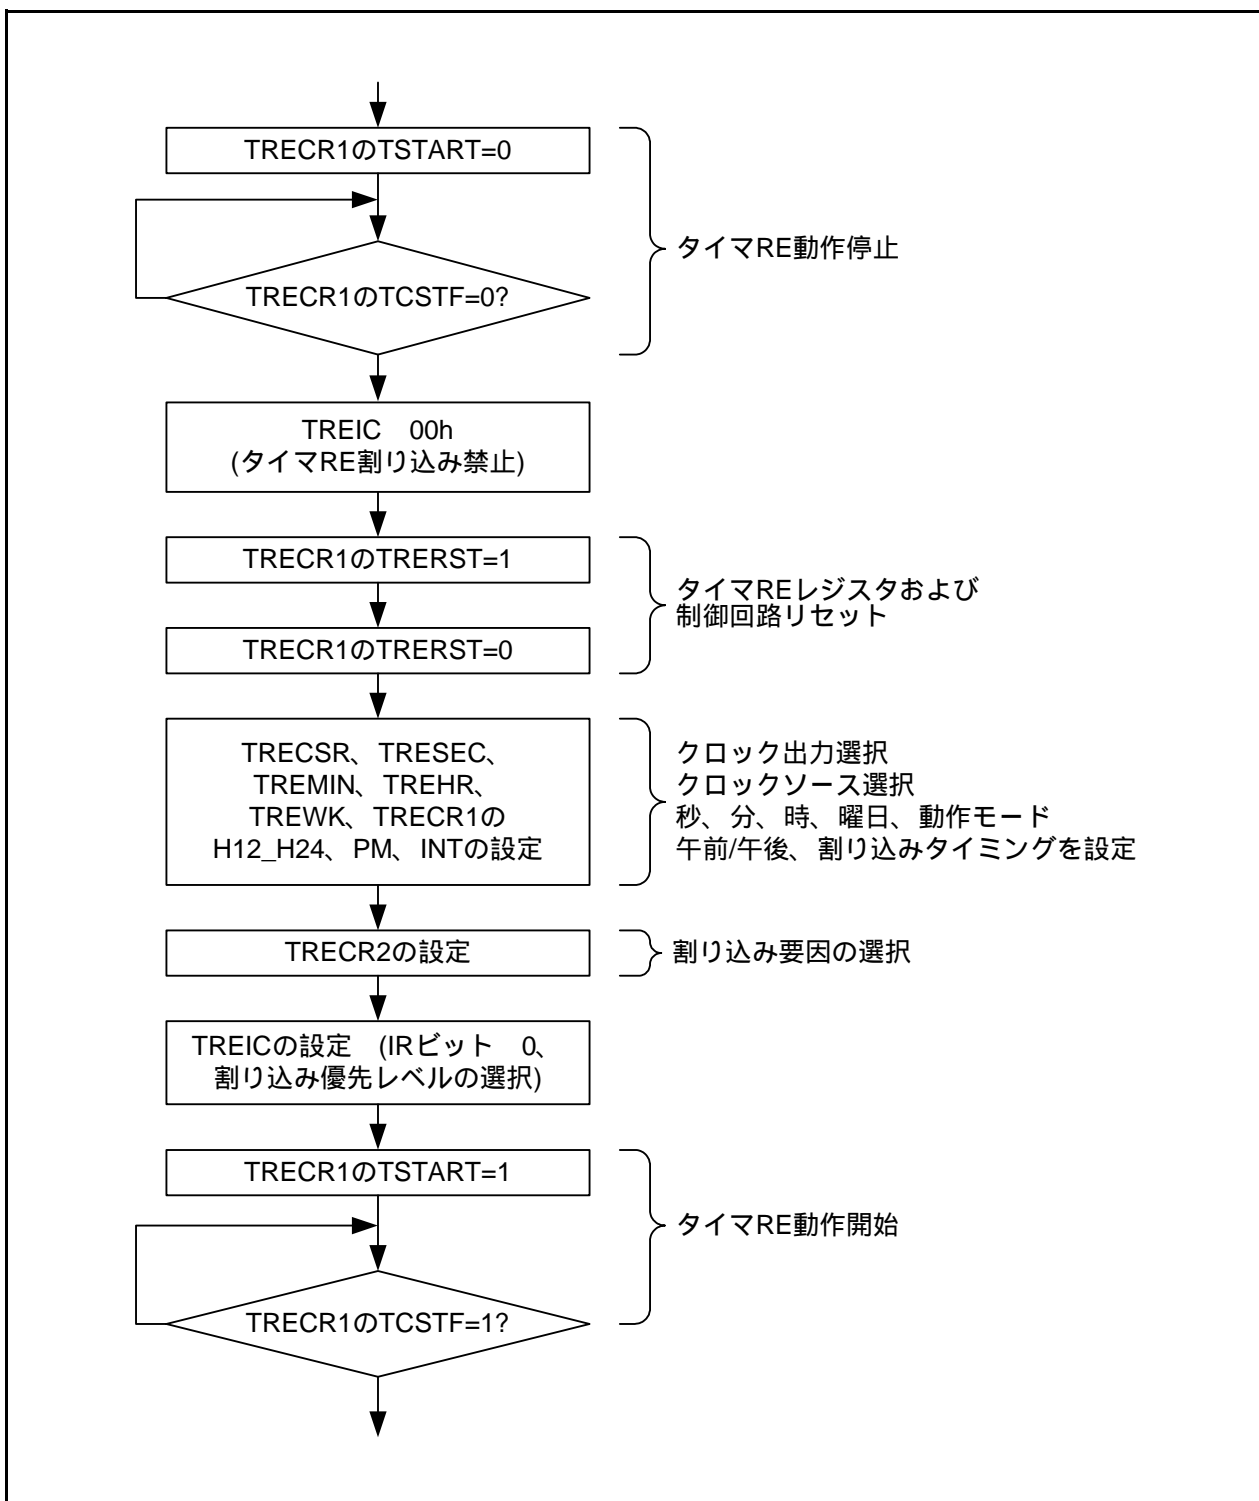 TRECR1のTSTART=0
TRECR1のTCSTF=0?
タイマRE動作停止
TREIC　00h
(タイマRE割り込み禁止)
TRECR1のTRERST=1
TRECR1のTRERST=0
タイマREレジスタおよび
制御回路リセット
TRECSR、TRESEC、
TREMIN、TREHR、
TREWK、TRECR1の
H12_H24、PM、INTの設定
クロック出力選択
クロックソース選択
秒、分、時、曜日、動作モード
午前/午後、割り込みタイミングを設定
TRECR2の設定
割り込み要因の選択
TREICの設定　(IRビット　0、
割り込み優先レベルの選択)
TRECR1のTSTART=1
TRECR1のTCSTF=1?
タイマRE動作開始